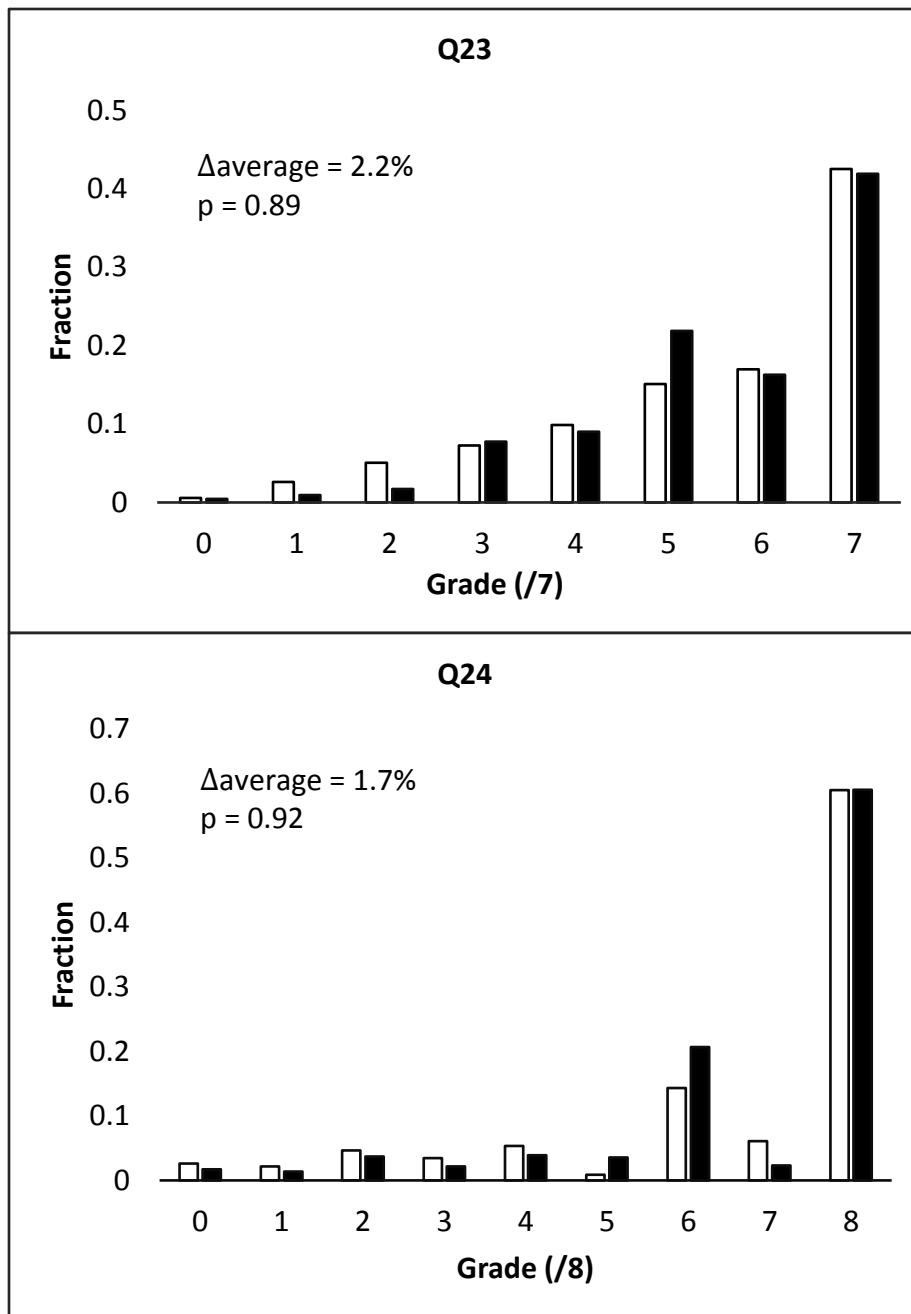 Q23
0.5
0.4
0.3
0.2
0.1
0
Δaverage = 2.2%
p = 0.89
Fraction
0 1 2 3 4 5 6 7
Grade (/7)
Q24
0.7
0.6
0.5
0.4
0.3
0.2
0.1
0
Δaverage = 1.7%
p = 0.92
Fraction
0 1 2 3 4 5 6 7 8
Grade (/8)